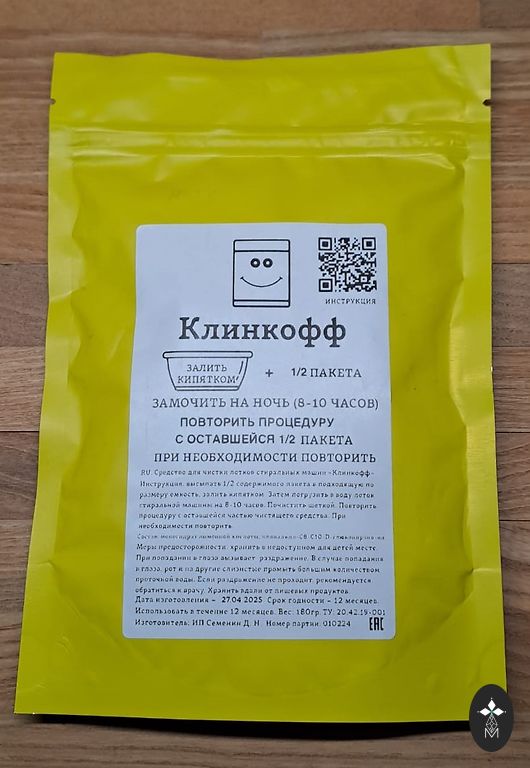 ИНСТРУКЦИЯ
Клинкофф
ЗАЛИТЬ
КИПЯТКОМ
+ 1/2 ПАКЕТА
ЗАМОЧИТЬ НА НОЧЬ (8-10 ЧАСОВ)
ПОВТОРИТЬ ПРОЦЕДУРУ
С ОСТАВШЕЙСЯ 1/2 ПАКЕТА
ПРИ НЕОБХОДИМОСТИ ПОВТОРИТЬ
RU. Средство для чистки лотков стиральных машин «Клинкофф»
Инструкция: высыпать 1/2 содержимого пакета в подходящую по
размеру емкость, залить кипятком. Затем погрузить в воду лоток
стиральной машины на 8-10 часов. Почистить щеткой. Повторить
процедуру с оставшейся частью чистящего средства. При
необходимости повторить.
Состав: моногидрат лимонной кислоты,
Меры предосторожности: хранить в недоступном для детей месте.
При попадании в глаза вызывает раздражение. В случае попадания
в глаза, рот и на другие слизистые промыть большим количеством
проточной воды. Если раздражение не проходит, рекомендуется
обратиться к врачу. Хранить вдали от пищевых продуктов.
Дата изготовления - 27.04.2025 Срок годности - 12 месяцев.
Использовать в течение 12 месяцев. Вес: 180гр. ТУ: 20.42.19-001
Изготовитель: ИП Семенин Д. Н. Номер партии: 010224 ЕАС
М